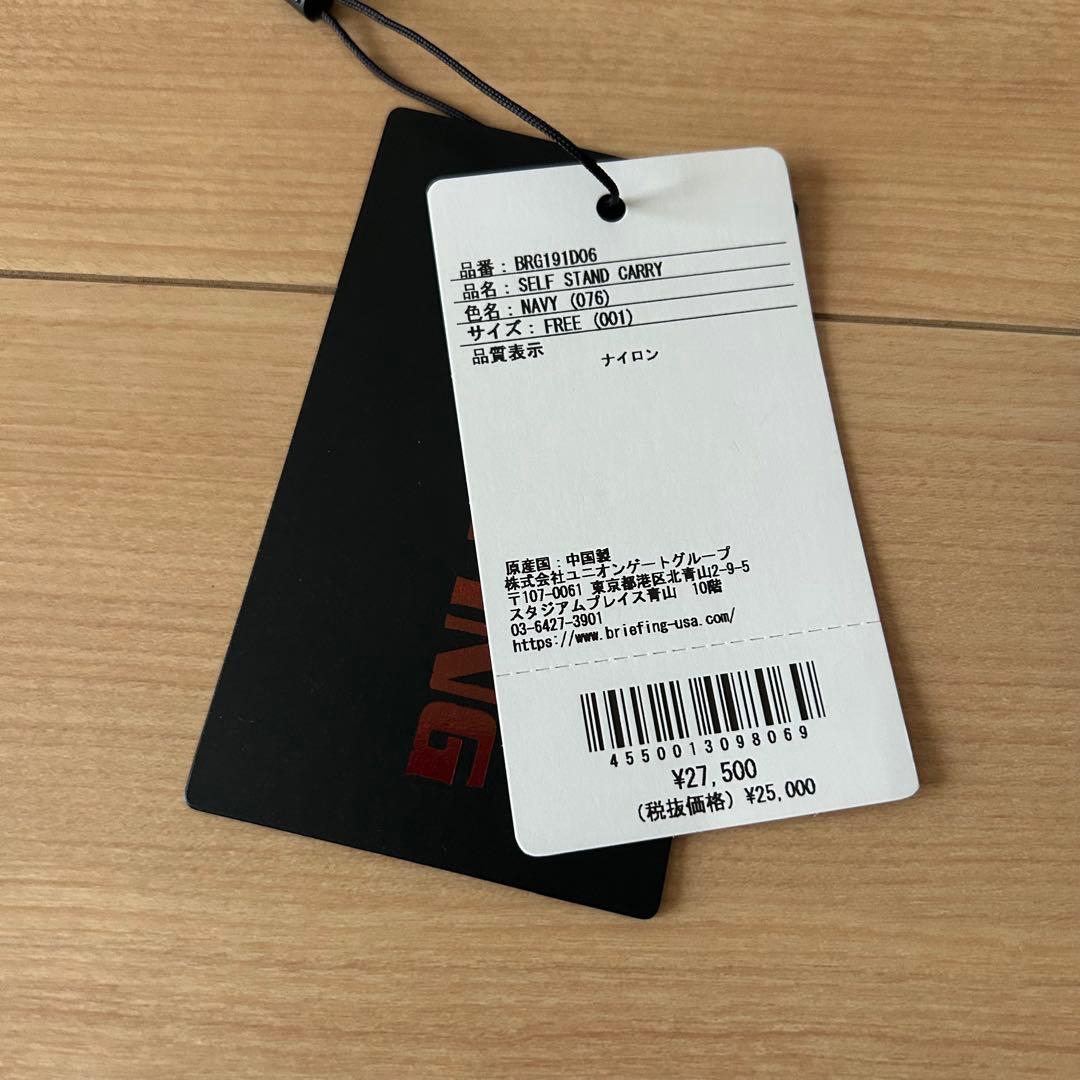 品番：BRG191D06
品名：SELF STAND CARRY
色名：NAVY (076)
サイズ：FREE (001)
品質表示　ナイロン
原産国：中国製
株式会社ユニオンゲートグループ
〒107-0061 東京都港区北青山2-9-5
スタジアムプレイス青山　10階
03-6427-3901
https://www.briefing-usa.com/
4550013098069
¥27,500
(税抜価格) ¥25,000
ING